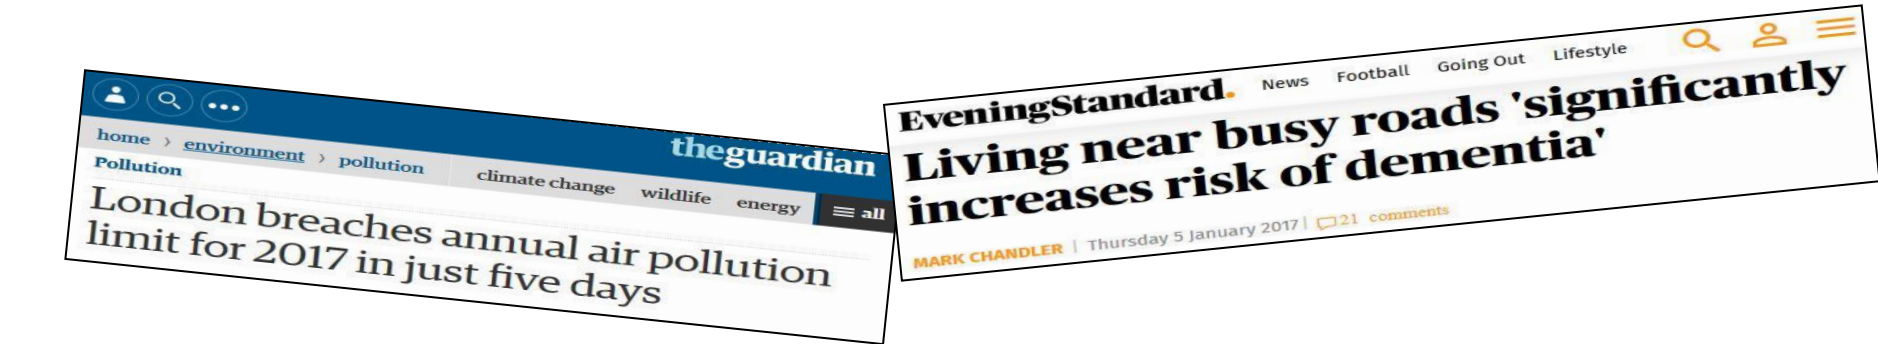 theguardian
home > environment > pollution climate change wildlife energy all
Pollution
London breaches annual air pollution
limit for 2017 in just five days
EveningStandard. News Football Going Out Lifestyle
Living near busy roads 'significantly
increases risk of dementia'
MARK CHANDLER | Thursday 5 January 2017 | 21 comments